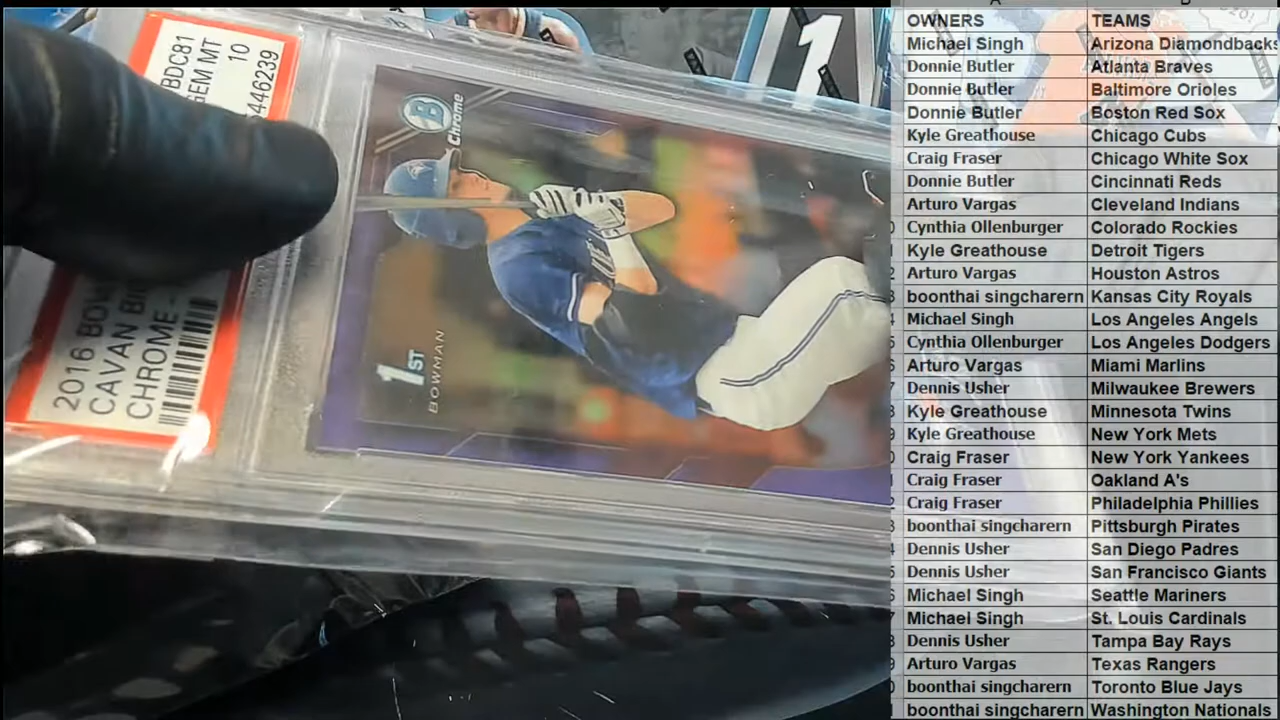 BDC81
GEM MT
10
446239
2016 BOW
CAVAN BI
CHROME -
B
Chrome
1ST
BOWMAN
1
OWNERS TEAMS
Michael Singh Arizona Diamondbacks
Donnie Butler Atlanta Braves
Donnie Butler Baltimore Orioles
Donnie Butler Boston Red Sox
Kyle Greathouse Chicago Cubs
Craig Fraser Chicago White Sox
Donnie Butler Cincinnati Reds
Arturo Vargas Cleveland Indians
Cynthia Ollenburger Colorado Rockies
Kyle Greathouse Detroit Tigers
Arturo Vargas Houston Astros
boonthai singcharern Kansas City Royals
Michael Singh Los Angeles Angels
Cynthia Ollenburger Los Angeles Dodgers
Arturo Vargas Miami Marlins
Dennis Usher Milwaukee Brewers
Kyle Greathouse Minnesota Twins
Kyle Greathouse New York Mets
Craig Fraser New York Yankees
Craig Fraser Oakland A's
Craig Fraser Philadelphia Phillies
boonthai singcharern Pittsburgh Pirates
Dennis Usher San Diego Padres
Dennis Usher San Francisco Giants
Michael Singh Seattle Mariners
Michael Singh St. Louis Cardinals
Dennis Usher Tampa Bay Rays
Arturo Vargas Texas Rangers
boonthai singcharern Toronto Blue Jays
boonthai singcharern Washington Nationals